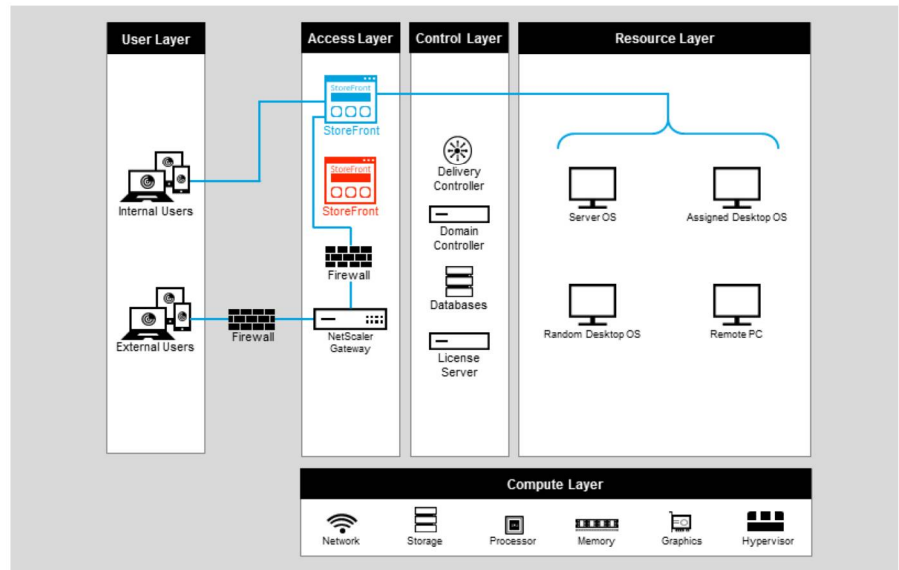 User Layer
Access Layer
Control Layer
Resource Layer
StoreFront
StoreFront
StoreFront
StoreFront
Internal Users
Delivery
Controller
Server OS
Assigned Desktop OS
Domain
Controller
Firewall
Databases
External Users
Firewall
NetScaler
Gateway
Random Desktop OS
Remote PC
License
Server
Compute Layer
Network
Storage
Processor
Memory
Graphics
Hypervisor